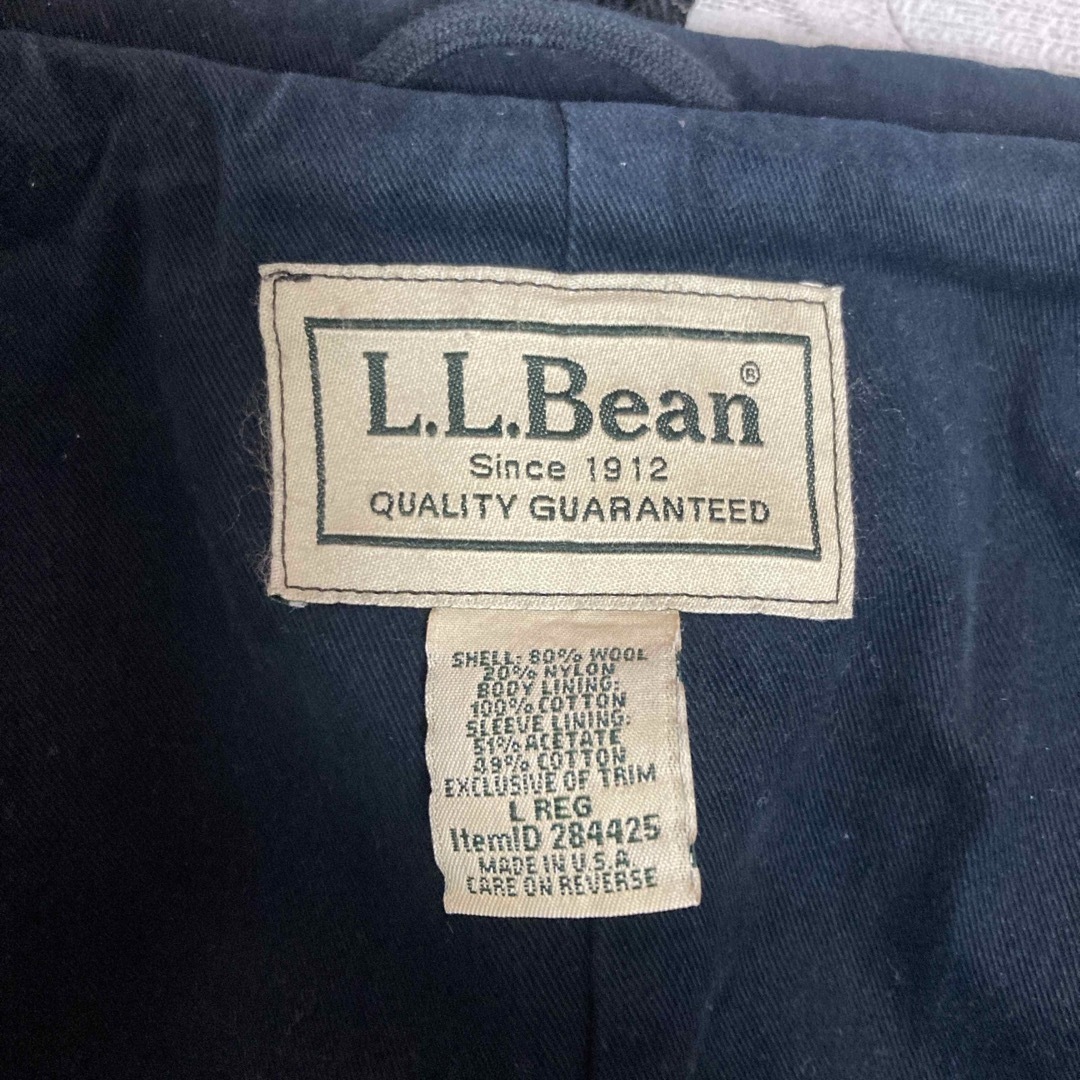 L.L.Bean®
Since 1912
QUALITY GUARANTEED
SHELL: 80% WOOL
20% NYLON
BODY LINING:
100% COTTON
SLEEVE LINING:
51% ACETATE
49% COTTON
EXCLUSIVE OF TRIM
L REG
ItemID 284425
MADE IN U.S.A.
CARE ON REVERSE